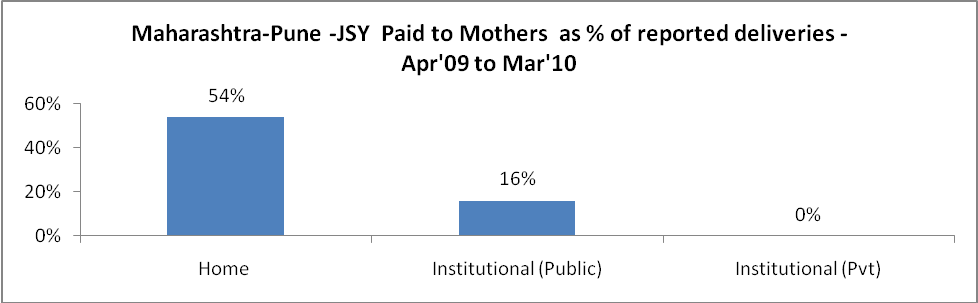 Maharashtra-Pune -JSY  Paid to Mothers  as % of reported deliveries -
Apr'09 to Mar'10
60%
40%
20%
0%
54%
16%
0%
Home
Institutional (Public)
Institutional (Pvt)